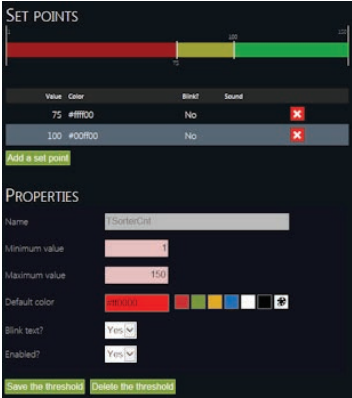 SET POINTS
1
100
150
75
Value Color Blink? Sound
75 #ffff00 No
100 #00ff00 No
Add a set point
PROPERTIES
Name TSorterCnt
Minimum value 1
Maximum value 150
Default color #ff0000
Blink text? Yes
Enabled? Yes
Save the threshold Delete the threshold